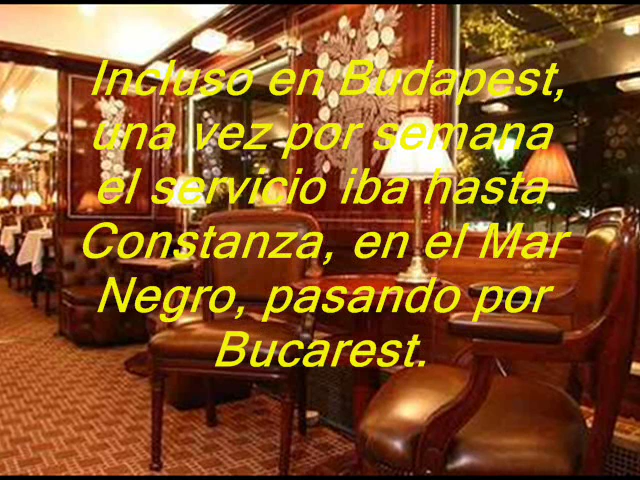 Incluso en Budapest,
una vez por semana
el servicio iba hasta
Constanza, en el Mar
Negro, pasando por
Bucarest.